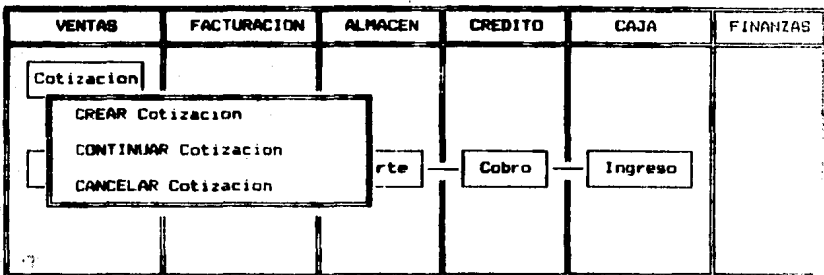 VENTAS FACTURACION ALMACEN CREDITO CAJA FINANZAS
Cotizacion
CREAR Cotizacion
CONTINUAR Cotizacion
rte Cobro Ingreso
CANCELAR Cotizacion